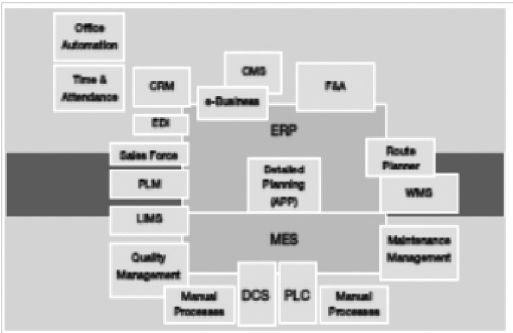 Office
Automation
Time &
Attendance
CRM
CMS
e-Business
F&A
EDI
ERP
Sales Force
Route
Planner
Detailed
Planning
(APP)
PLM
WMS
LIMS
MES
Maintenance
Management
Quality
Management
DCS
PLC
Manual
Processes
Manual
Processes